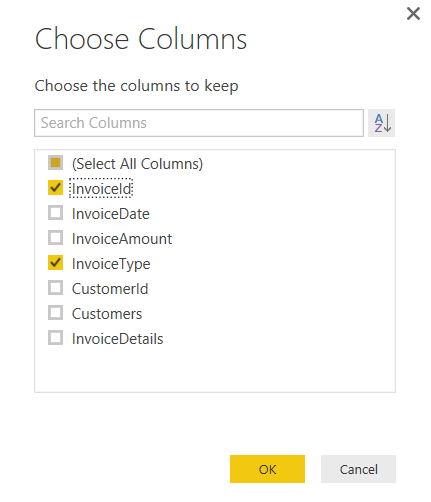 Choose Columns
Choose the columns to keep
Search Columns
A
Z
(Select All Columns)
InvoiceId
InvoiceDate
InvoiceAmount
InvoiceType
CustomerId
Customers
InvoiceDetails
OK Cancel